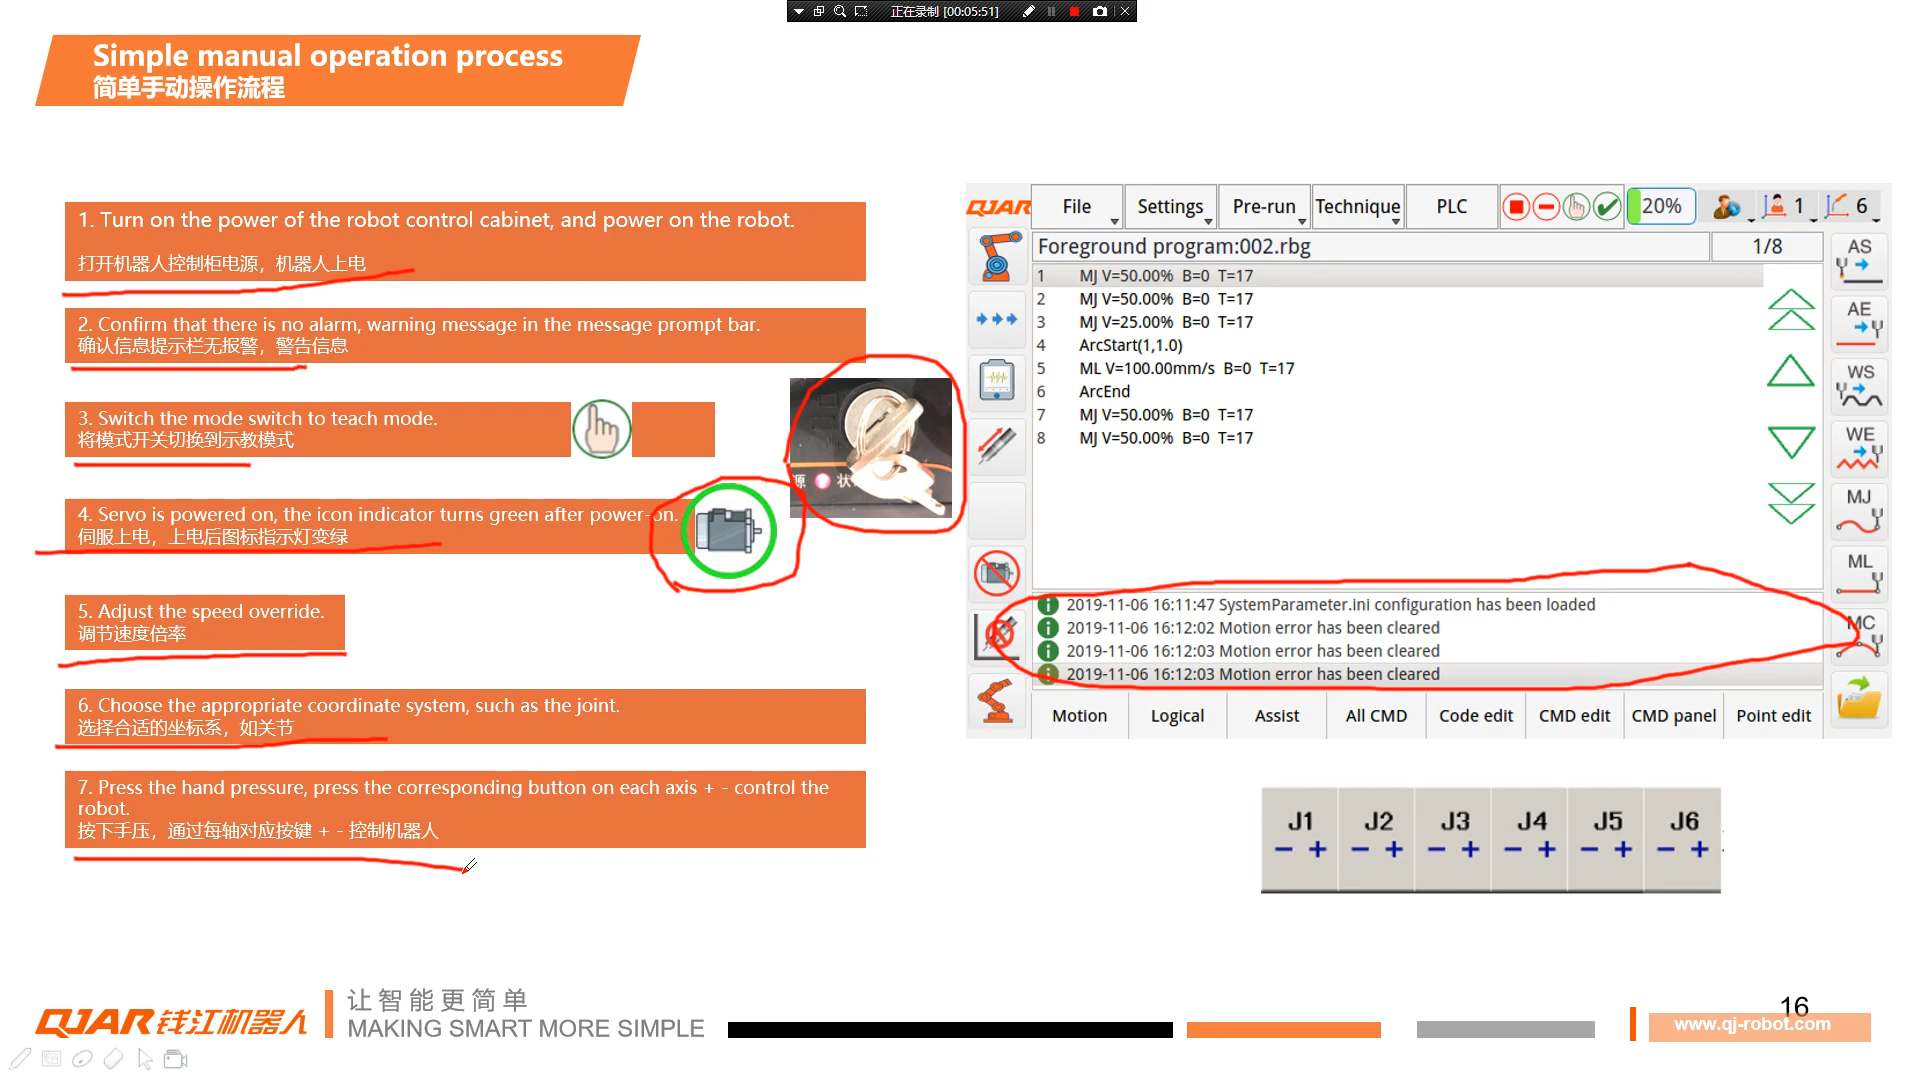 正在录制 [00:05:51]
Simple manual operation process
简单手动操作流程
1. Turn on the power of the robot control cabinet, and power on the robot.
打开机器人控制柜电源，机器人上电
2. Confirm that there is no alarm, warning message in the message prompt bar.
确认信息提示栏无报警，警告信息
3. Switch the mode switch to teach mode.
将模式开关切换到示教模式
4. Servo is powered on, the icon indicator turns green after power-on.
伺服上电，上电后图标指示灯变绿
5. Adjust the speed override.
调节速度倍率
6. Choose the appropriate coordinate system, such as the joint.
选择合适的坐标系，如关节
7. Press the hand pressure, press the corresponding button on each axis + - control the
robot.
按下手压，通过每轴对应按键 + - 控制机器人
源 状
QJAR File Settings Pre-run Technique PLC 20% 1 6
Foreground program:002.rbg 1/8
1 MJ V=50.00% B=0 T=17
2 MJ V=50.00% B=0 T=17
3 MJ V=25.00% B=0 T=17
4 ArcStart(1,1.0)
5 ML V=100.00mm/s B=0 T=17
6 ArcEnd
7 MJ V=50.00% B=0 T=17
8 MJ V=50.00% B=0 T=17
AS
AE
WS
WE
MJ
ML
MC
2019-11-06 16:11:47 SystemParameter.ini configuration has been loaded
2019-11-06 16:12:02 Motion error has been cleared
2019-11-06 16:12:03 Motion error has been cleared
2019-11-06 16:12:03 Motion error has been cleared
Motion Logical Assist All CMD Code edit CMD edit CMD panel Point edit
J1 J2 J3 J4 J5 J6
- + - + - + - + - + - +
QJAR 钱江机器人
让智能更简单
MAKING SMART MORE SIMPLE
16
www.qj-robot.com